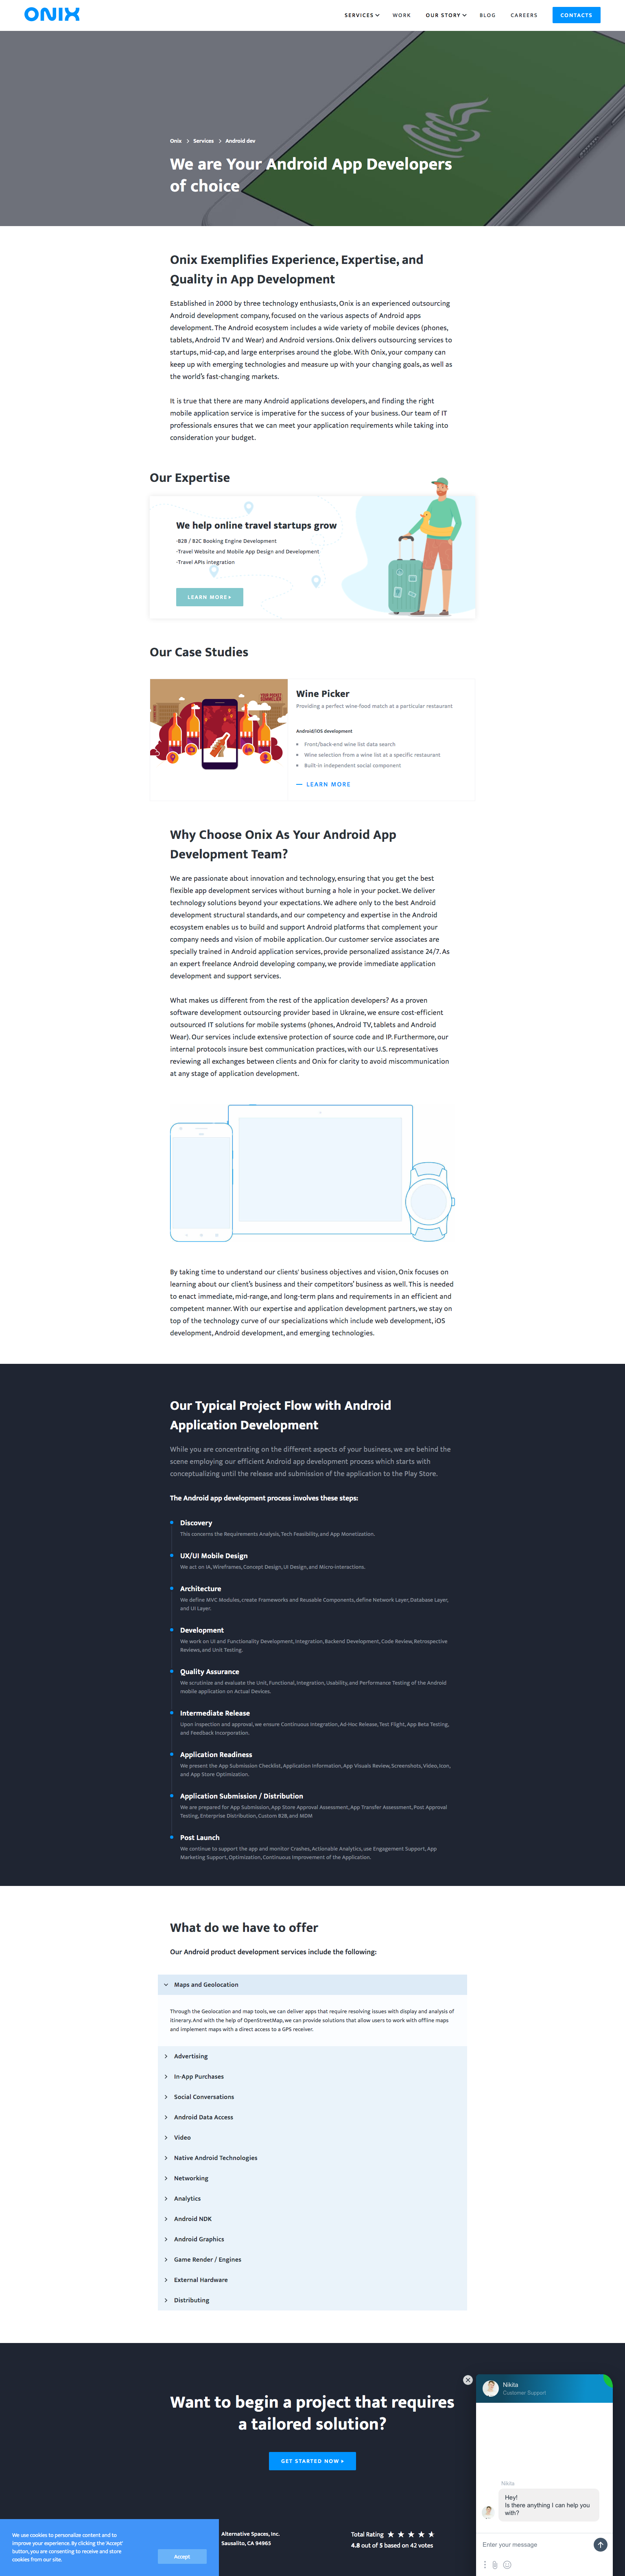 ONIX
SERVICES
WORK
OUR STORY
BLOG
CAREERS
CONTACTS
Onix > Services > Android dev
We are Your Android App Developers
of choice
Onix Exemplifies Experience, Expertise, and
Quality in App Development
Established in 2000 by three technology enthusiasts, Onix is an experienced outsourcing
Android development company, focused on the various aspects of Android apps
development. The Android ecosystem includes a wide variety of mobile devices (phones,
tablets, Android TV and Wear) and Android versions. Onix delivers outsourcing services to
startups, mid-cap, and large enterprises around the globe. With Onix, your company can
keep up with emerging technologies and measure up with your changing goals, as well as
the world's fast-changing markets.
It is true that there are many Android applications developers, and finding the right
mobile application service is imperative for the success of your business. Our team of IT
professionals ensures that we can meet your application requirements while taking into
consideration your budget.
Our Expertise
We help online travel startups grow
-B2B / B2C Booking Engine Development
-Travel Website and Mobile App Design and Development
-Travel APIs Integration
LEARN MORE >
Our Case Studies
YOUR POCKET
SOMMELIER
Wine Picker
Providing a perfect wine-food match at a particular restaurant
Android/iOS development
Front/back-end wine list data search
Wine selection from a wine list at a specific restaurant
Built-in independent social component
LEARN MORE
Why Choose Onix As Your Android App
Development Team?
We are passionate about innovation and technology, ensuring that you get the best
flexible app development services without burning a hole in your pocket. We deliver
technology solutions beyond your expectations. We adhere only to the best Android
development structural standards, and our competency and expertise in the Android
ecosystem enables us to build and support Android platforms that complement your
company needs and vision of mobile application. Our customer service associates are
specially trained in Android application services, provide personalized assistance 24/7. As
an expert freelance Android developing company, we provide immediate application
development and support services.
What makes us different from the rest of the application developers? As a proven
software development outsourcing provider based in Ukraine, we ensure cost-efficient
outsourced IT solutions for mobile systems (phones, Android TV, tablets and Android
Wear). Our services include extensive protection of source code and IP. Furthermore, our
internal protocols insure best communication practices, with our U.S. representatives
reviewing all exchanges between clients and Onix for clarity to avoid miscommunication
at any stage of application development.
By taking time to understand our clients' business objectives and vision, Onix focuses on
learning about our client's business and their competitors' business as well. This is needed
to enact immediate, mid-range, and long-term plans and requirements in an efficient and
competent manner. With our expertise and application development partners, we stay on
top of the technology curve of our specializations which include web development, iOS
development, Android development, and emerging technologies.
Our Typical Project Flow with Android
Application Development
While you are concentrating on the different aspects of your business, we are behind the
scene employing our efficient Android app development process which starts with
conceptualizing until the release and submission of the application to the Play Store.
The Android app development process involves these steps:
Discovery
This concerns the Requirements Analysis, Tech Feasibility, and App Monetization.
UX/UI Mobile Design
We act on IA, Wireframes, Concept Design, UI Design, and Micro-Interactions.
Architecture
We define MVC Modules, create Frameworks and Reusable Components, define Network Layer, Database Layer,
and UI Layer.
Development
We work on UI and Functionality Development, Integration, Backend Development, Code Review, Retrospective
Reviews, and Unit Testing.
Quality Assurance
We scrutinise and evaluate the Unit, Functional, Integration, Usability, and Performance Testing of the Android
mobile application on Actual Devices.
Intermediate Release
Upon inspection and approval, we ensure Continuous Integration, Ad-Hoc Release, Test Flight, App Beta Testing,
and Feedback Incorporation.
Application Readiness
We present the App Submission Checklist, Application Information, App Visuals Review, Screenshots, Video, Icon,
and App Store Optimization.
Application Submission / Distribution
We are prepared for App Submission, App Store Approval Assessment, App Transfer Assessment, Post Approval
Testing, Enterprise Distribution, Custom B2B, and MDM
Post Launch
We continue to support the app and monitor Crashes, Actionable Analytics, use Engagement Support, App
Marketing Support, Optimization, Continuous Improvement of the Application.
What do we have to offer
Our Android product development services include the following:
Maps and Geolocation
Through the Geolocation and map tools, we can deliver apps that require resolving issues with display and analysis of
itinerary. And with the help of OpenStreetMap, we can provide solutions that allow users to work with offline maps
and implement maps with a direct access to a GPS receiver.
Advertising
In-App Purchases
Social Conversations
Android Data Access
Video
Native Android Technologies
Networking
Analytics
Android NDK
Android Graphics
Game Render / Engines
External Hardware
Distributing
Want to begin a project that requires
a tailored solution?
GET STARTED NOW >
Nikita
Customer Support
Nikita
Hey!
Is there anything I can help you
with?
Enter your message
We use cookies to personalize content and to
improve your experience. By clicking the 'Accept'
button, you are consenting to receive and store
cookies from our site.
Accept
Alternative Spaces, Inc.
Sausalito, CA 94965
Total Rating
4.8 out of 5 based on 42 votes